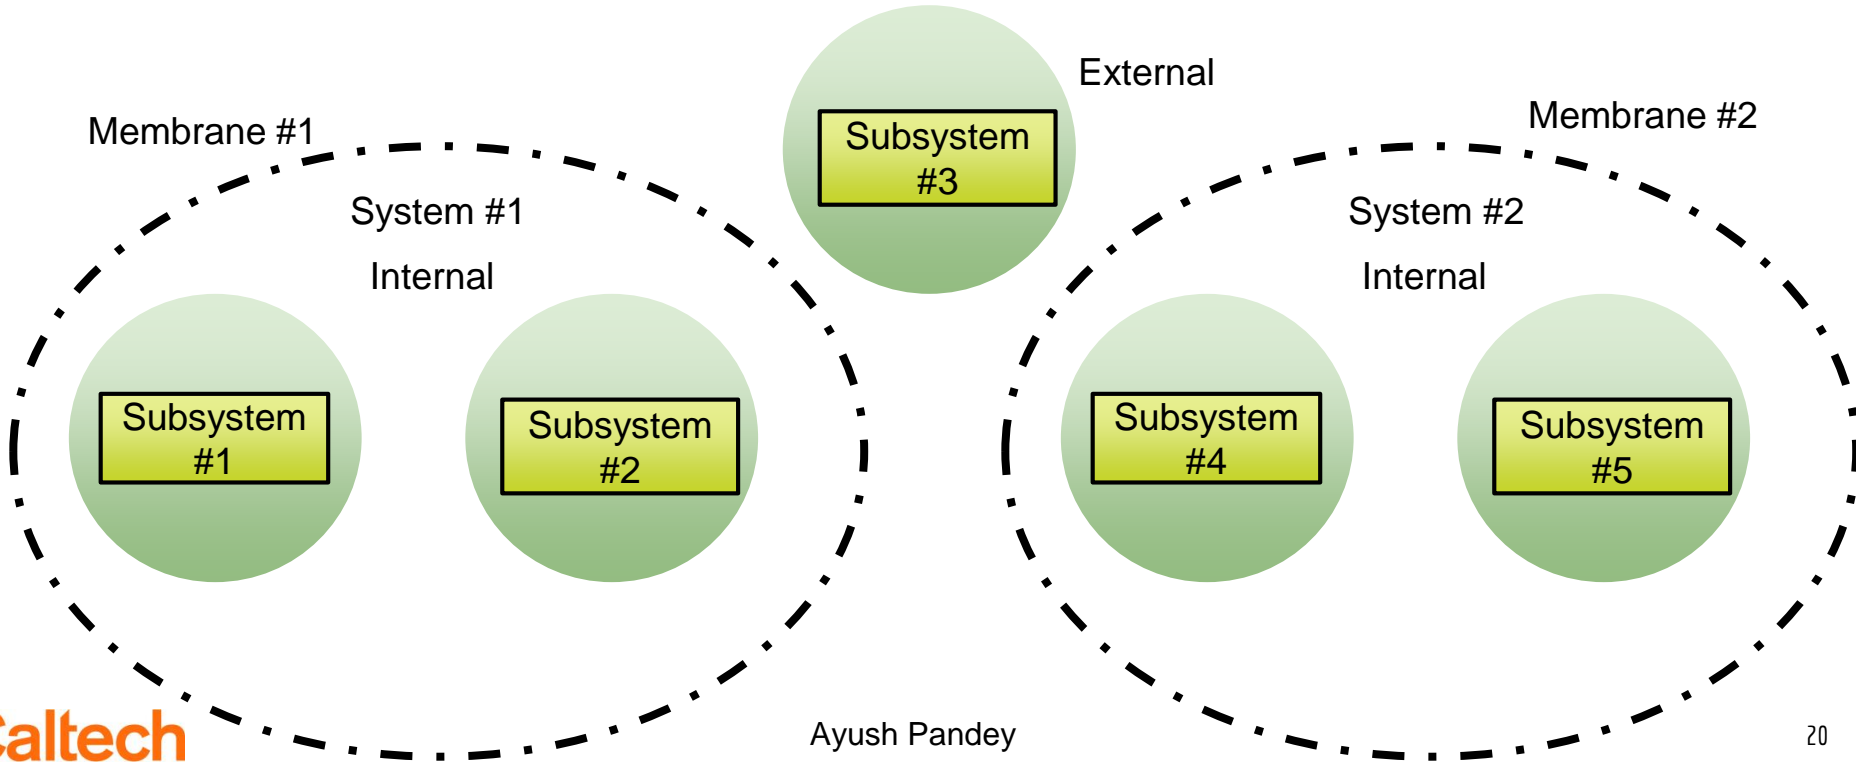 External
Membrane #1
Membrane #2
Subsystem
#3
System #1
System #2
Internal
Internal
Subsystem
#1
Subsystem
#2
Subsystem
#4
Subsystem
#5
Caltech
Ayush Pandey
20